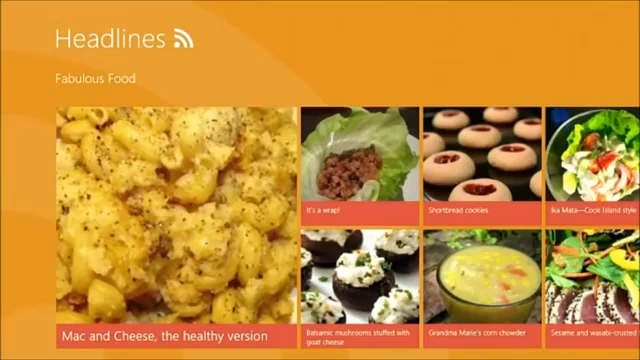 Headlines
Fabulous Food
Mac and Cheese, the healthy version
It's a wrap!
Shortbread cookies
Ika Mata—Cook Island style
Balsamic mushrooms stuffed with
goat cheese
Grandma Marie's corn chowder
Sesame and wasabi-crusted